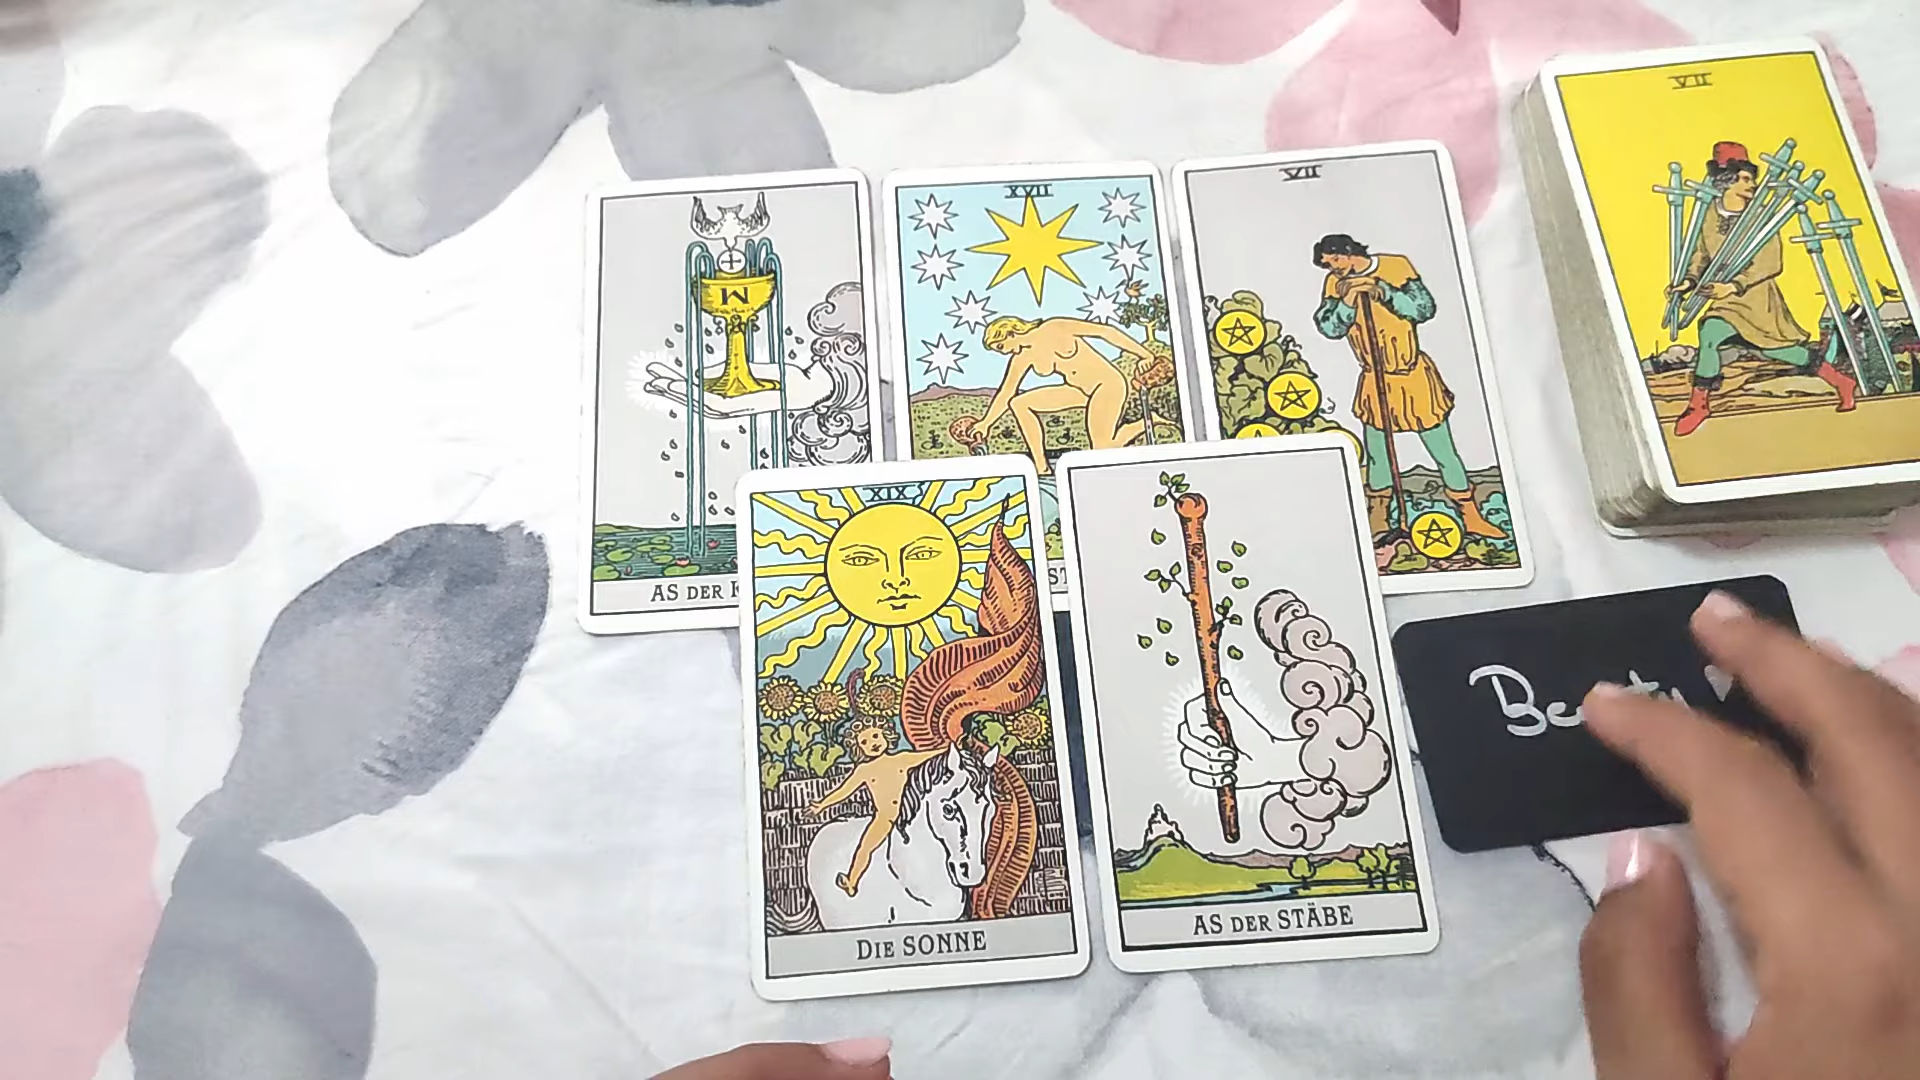 XVII
VII
VII
W
AS DER
XIX
DIE SONNE
AS DER STÄBE